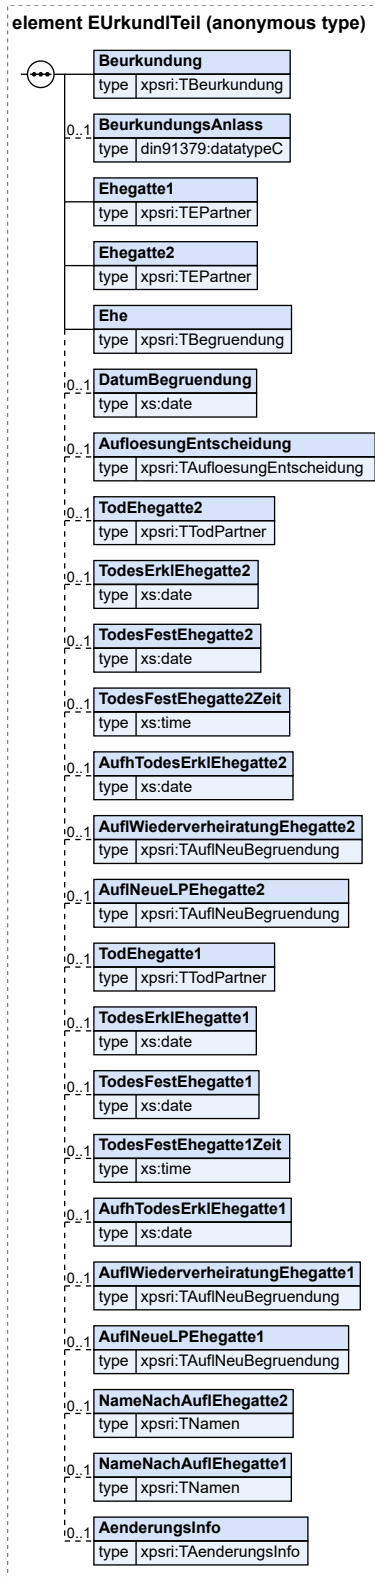 element EUrkundlTeil (anonymous type)
Beurkundung
type xpsri:TBeurkundung
0..1 BeurkundungsAnlass
type din91379:datatypeC
Ehegatte1
type xpsri:TEPartner
Ehegatte2
type xpsri:TEPartner
Ehe
type xpsri:TBegruendung
0..1 DatumBegruendung
type xs:date
0..1 AufloesungEntscheidung
type xpsri:TAufloesungEntscheidung
0..1 TodEhegatte2
type xpsri:TTodPartner
0..1 TodesErklEhegatte2
type xs:date
0..1 TodesFestEhegatte2
type xs:date
0..1 TodesFestEhegatte2Zeit
type xs:time
0..1 AufhTodesErklEhegatte2
type xs:date
0..1 AuflWiederverheiratungEhegatte2
type xpsri:TAuflNeuBegruendung
0..1 AuflNeueLPEhegatte2
type xpsri:TAuflNeuBegruendung
0..1 TodEhegatte1
type xpsri:TTodPartner
0..1 TodesErklEhegatte1
type xs:date
0..1 TodesFestEhegatte1
type xs:date
0..1 TodesFestEhegatte1Zeit
type xs:time
0..1 AufhTodesErklEhegatte1
type xs:date
0..1 AuflWiederverheiratungEhegatte1
type xpsri:TAuflNeuBegruendung
0..1 AuflNeueLPEhegatte1
type xpsri:TAuflNeuBegruendung
0..1 NameNachAuflEhegatte2
type xpsri:TNamen
0..1 NameNachAuflEhegatte1
type xpsri:TNamen
0..1 AenderungsInfo
type xpsri:TAenderungsInfo